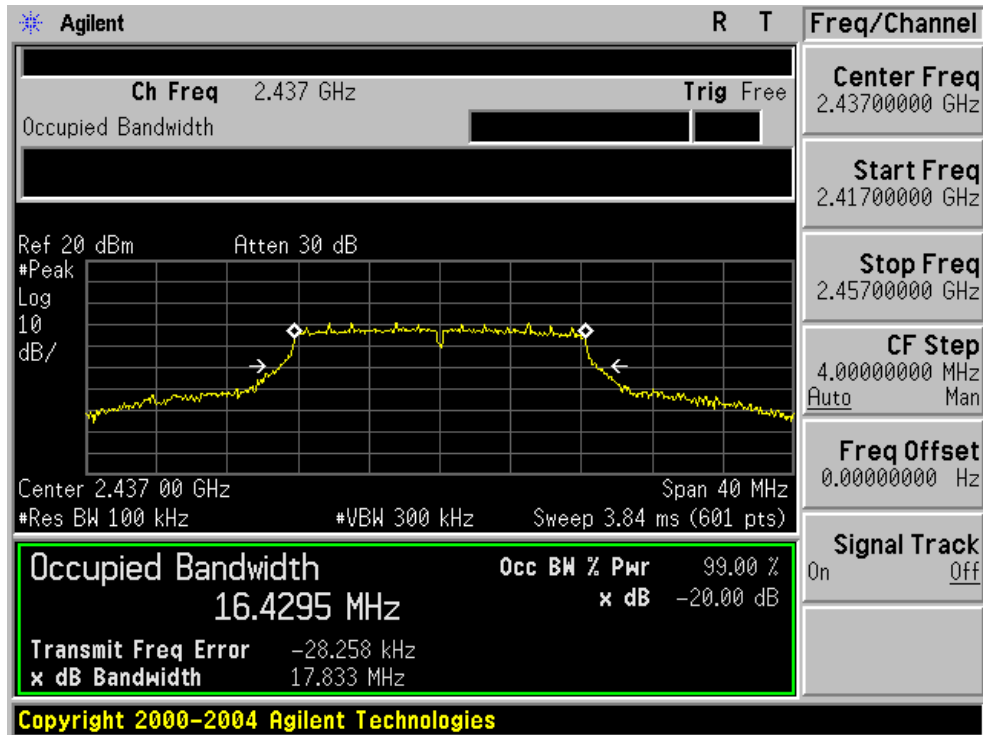 Agilent R T Freq/Channel
Ch Freq 2.437 GHz Trig Free
Occupied Bandwidth
Center Freq
2.43700000 GHz
Start Freq
2.41700000 GHz
Stop Freq
2.45700000 GHz
CF Step
4.00000000 MHz
Auto Man
Freq Offset
0.00000000 Hz
Signal Track
On Off
Ref 20 dBm Atten 30 dB
#Peak
Log
10
dB/
Center 2.437 00 GHz Span 40 MHz
#Res BW 100 kHz #VBW 300 kHz Sweep 3.84 ms (601 pts)
Occupied Bandwidth Occ BW % Pwr 99.00 %
16.4295 MHz x dB -20.00 dB
Transmit Freq Error -28.258 kHz
x dB Bandwidth 17.833 MHz
Copyright 2000-2004 Agilent Technologies